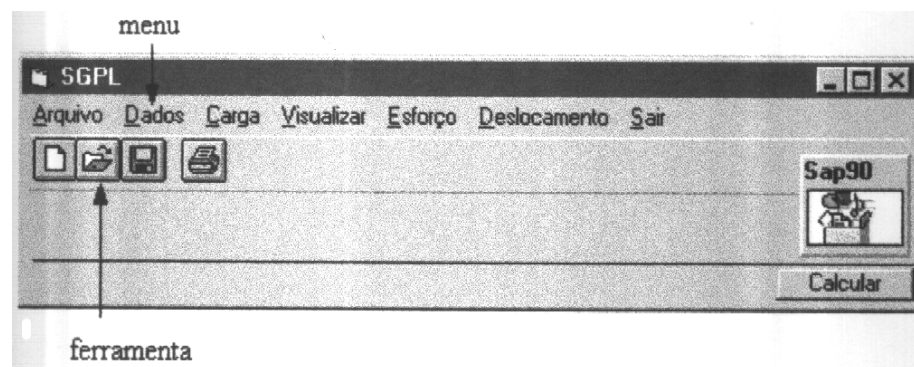 menu
SGPL
Arquivo Dados Carga Visualizar Esforço Deslocamento Sair
Sap90
Calcular
ferramenta